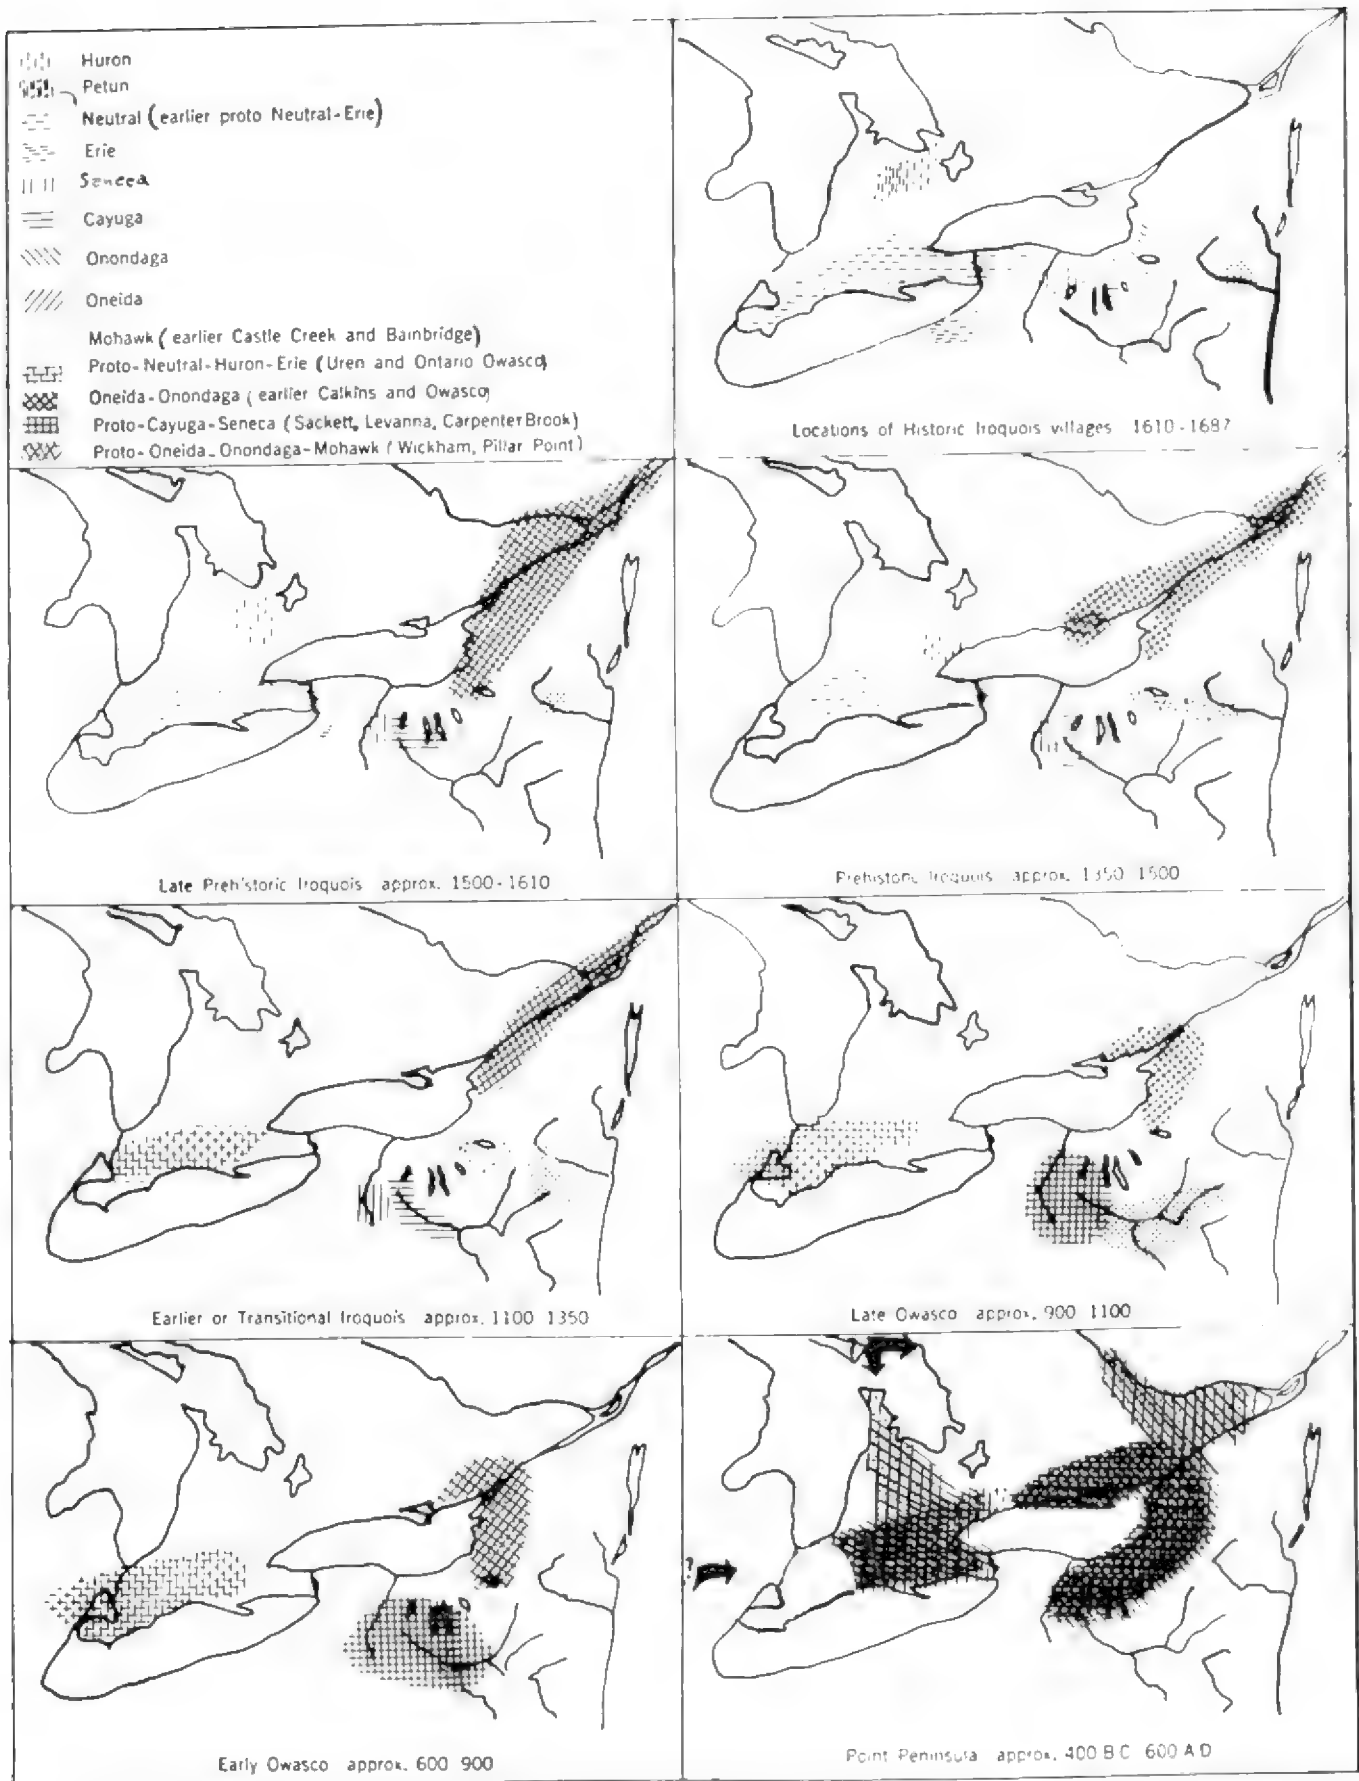 Huron
Petun
Neutral (earlier proto Neutral-Erie)
Erie
Seneca
Cayuga
Onondaga
Oneida
Mohawk (earlier Castle Creek and Bainbridge)
Proto-Neutral-Huron-Erie (Uren and Ontario Owasco)
Oneida-Onondaga (earlier Calkins and Owasco)
Proto-Cayuga-Seneca (Sackett, Levanna, Carpenter Brook)
Proto-Oneida-Onondaga-Mohawk (Wickham, Pillar Point)
Locations of Historic Iroquois villages 1610-1687
Late Prehistoric Iroquois approx. 1500-1610
Prehistoric Iroquois approx. 1350 1500
Earlier or Transitional Iroquois approx. 1100 1350
Late Owasco approx. 900 1100
Early Owasco approx. 600 900
?
Point Peninsula approx. 400 B C 600 A D